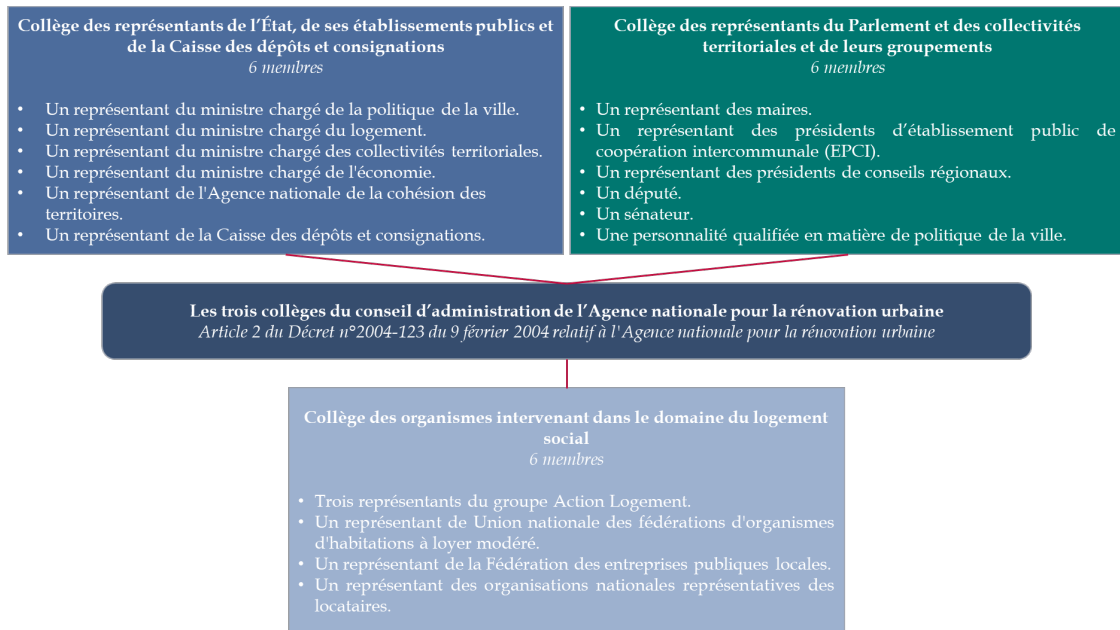 Collège des représentants de l'État, de ses établissements publics et
de la Caisse des dépôts et consignations
6 membres
• Un représentant du ministre chargé de la politique de la ville.
• Un représentant du ministre chargé du logement.
• Un représentant du ministre chargé des collectivités territoriales.
• Un représentant du ministre chargé de l'économie.
• Un représentant de l'Agence nationale de la cohésion des
territoires.
• Un représentant de la Caisse des dépôts et consignations.
Collège des représentants du Parlement et des collectivités
territoriales et de leurs groupements
6 membres
• Un représentant des maires.
• Un représentant des présidents d'établissement public de
coopération intercommunale (EPCI).
• Un représentant des présidents de conseils régionaux.
• Un député.
• Un sénateur.
• Une personnalité qualifiée en matière de politique de la ville.
Les trois collèges du conseil d'administration de l'Agence nationale pour la rénovation urbaine
Article 2 du Décret n°2004-123 du 9 février 2004 relatif à l'Agence nationale pour la rénovation urbaine
Collège des organismes intervenant dans le domaine du logement
social
6 membres
• Trois représentants du groupe Action Logement.
• Un représentant de Union nationale des fédérations d'organismes
d'habitations à loyer modéré.
• Un représentant de la Fédération des entreprises publiques locales.
• Un représentant des organisations nationales représentatives des
locataires.